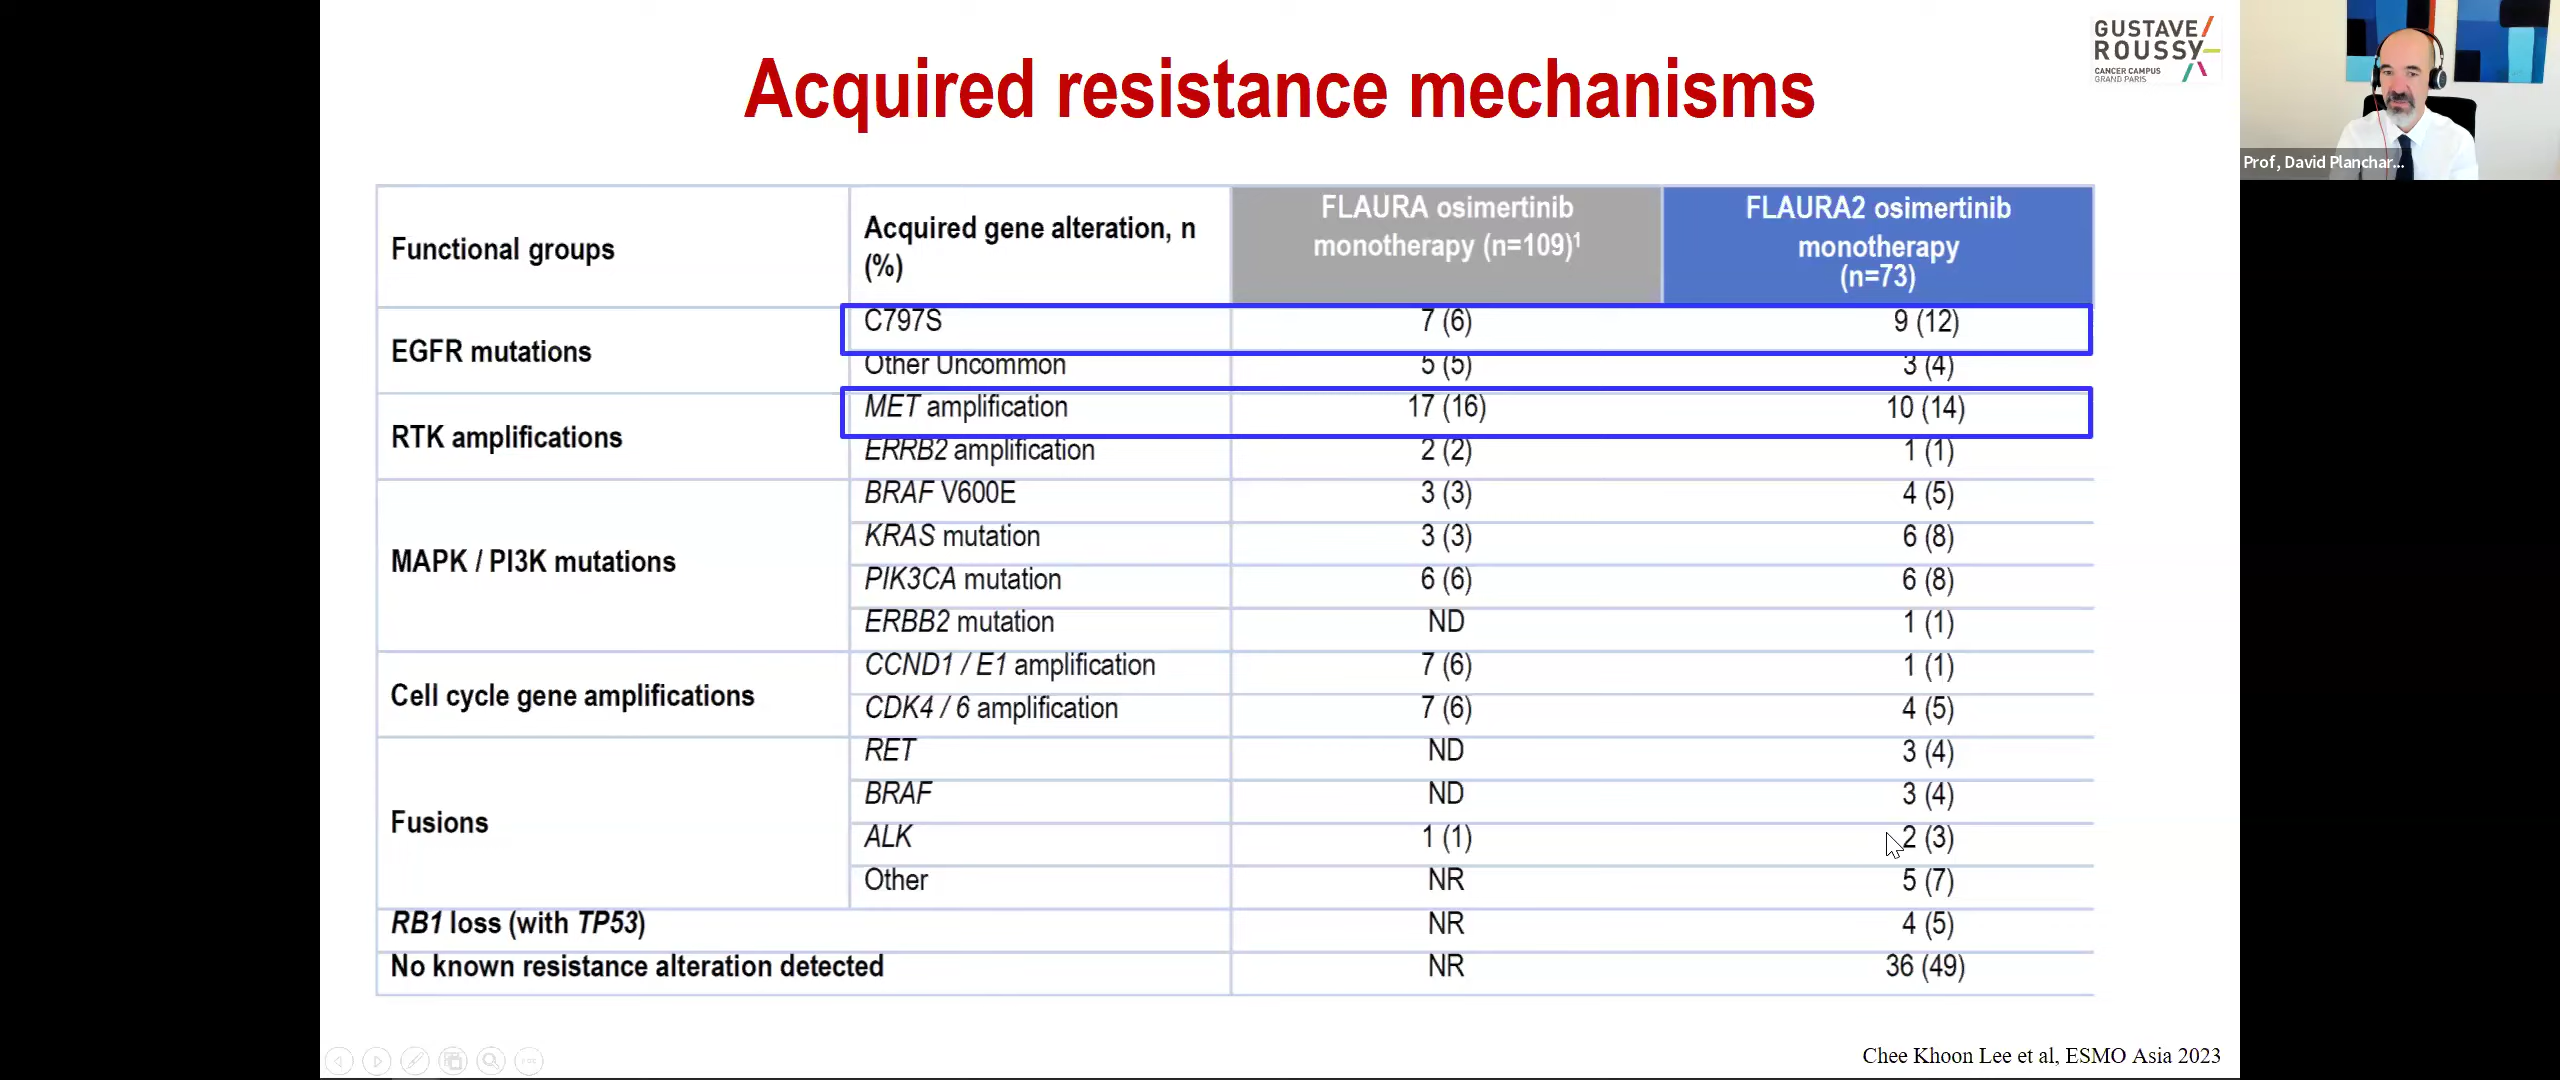 Acquired resistance mechanisms
GUSTAVE/
ROUSSY
CANCER CAMPUS
GRAND PARIS
Prof, David Planchar...
Functional groups
Acquired gene alteration, n
(%)
FLAURA osimertinib
monotherapy (n=109)¹
FLAURA2 osimertinib
monotherapy
(n=73)
EGFR mutations
C797S 7 (6) 9 (12)
Other Uncommon 5 (5) 3 (4)
RTK amplifications
MET amplification 17 (16) 10 (14)
ERRB2 amplification 2 (2) 1 (1)
MAPK / PI3K mutations
BRAF V600E 3 (3) 4 (5)
KRAS mutation 3 (3) 6 (8)
PIK3CA mutation 6 (6) 6 (8)
ERBB2 mutation ND 1 (1)
Cell cycle gene amplifications
CCND1 / E1 amplification 7 (6) 1 (1)
CDK4 / 6 amplification 7 (6) 4 (5)
Fusions
RET ND 3 (4)
BRAF ND 3 (4)
ALK 1 (1) 2 (3)
Other NR 5 (7)
RB1 loss (with TP53) NR 4 (5)
No known resistance alteration detected NR 36 (49)
Chee Khoon Lee et al, ESMO Asia 2023